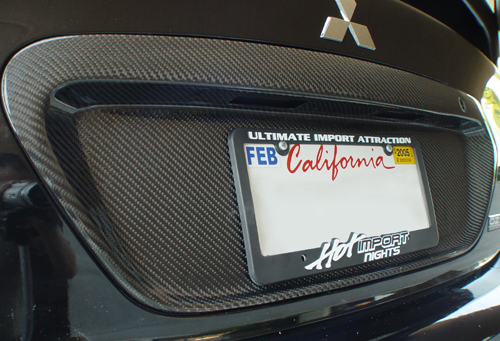 ULTIMATE IMPORT ATTRACTION
FEB California 2005
Hot IMPORT
NIGHTS